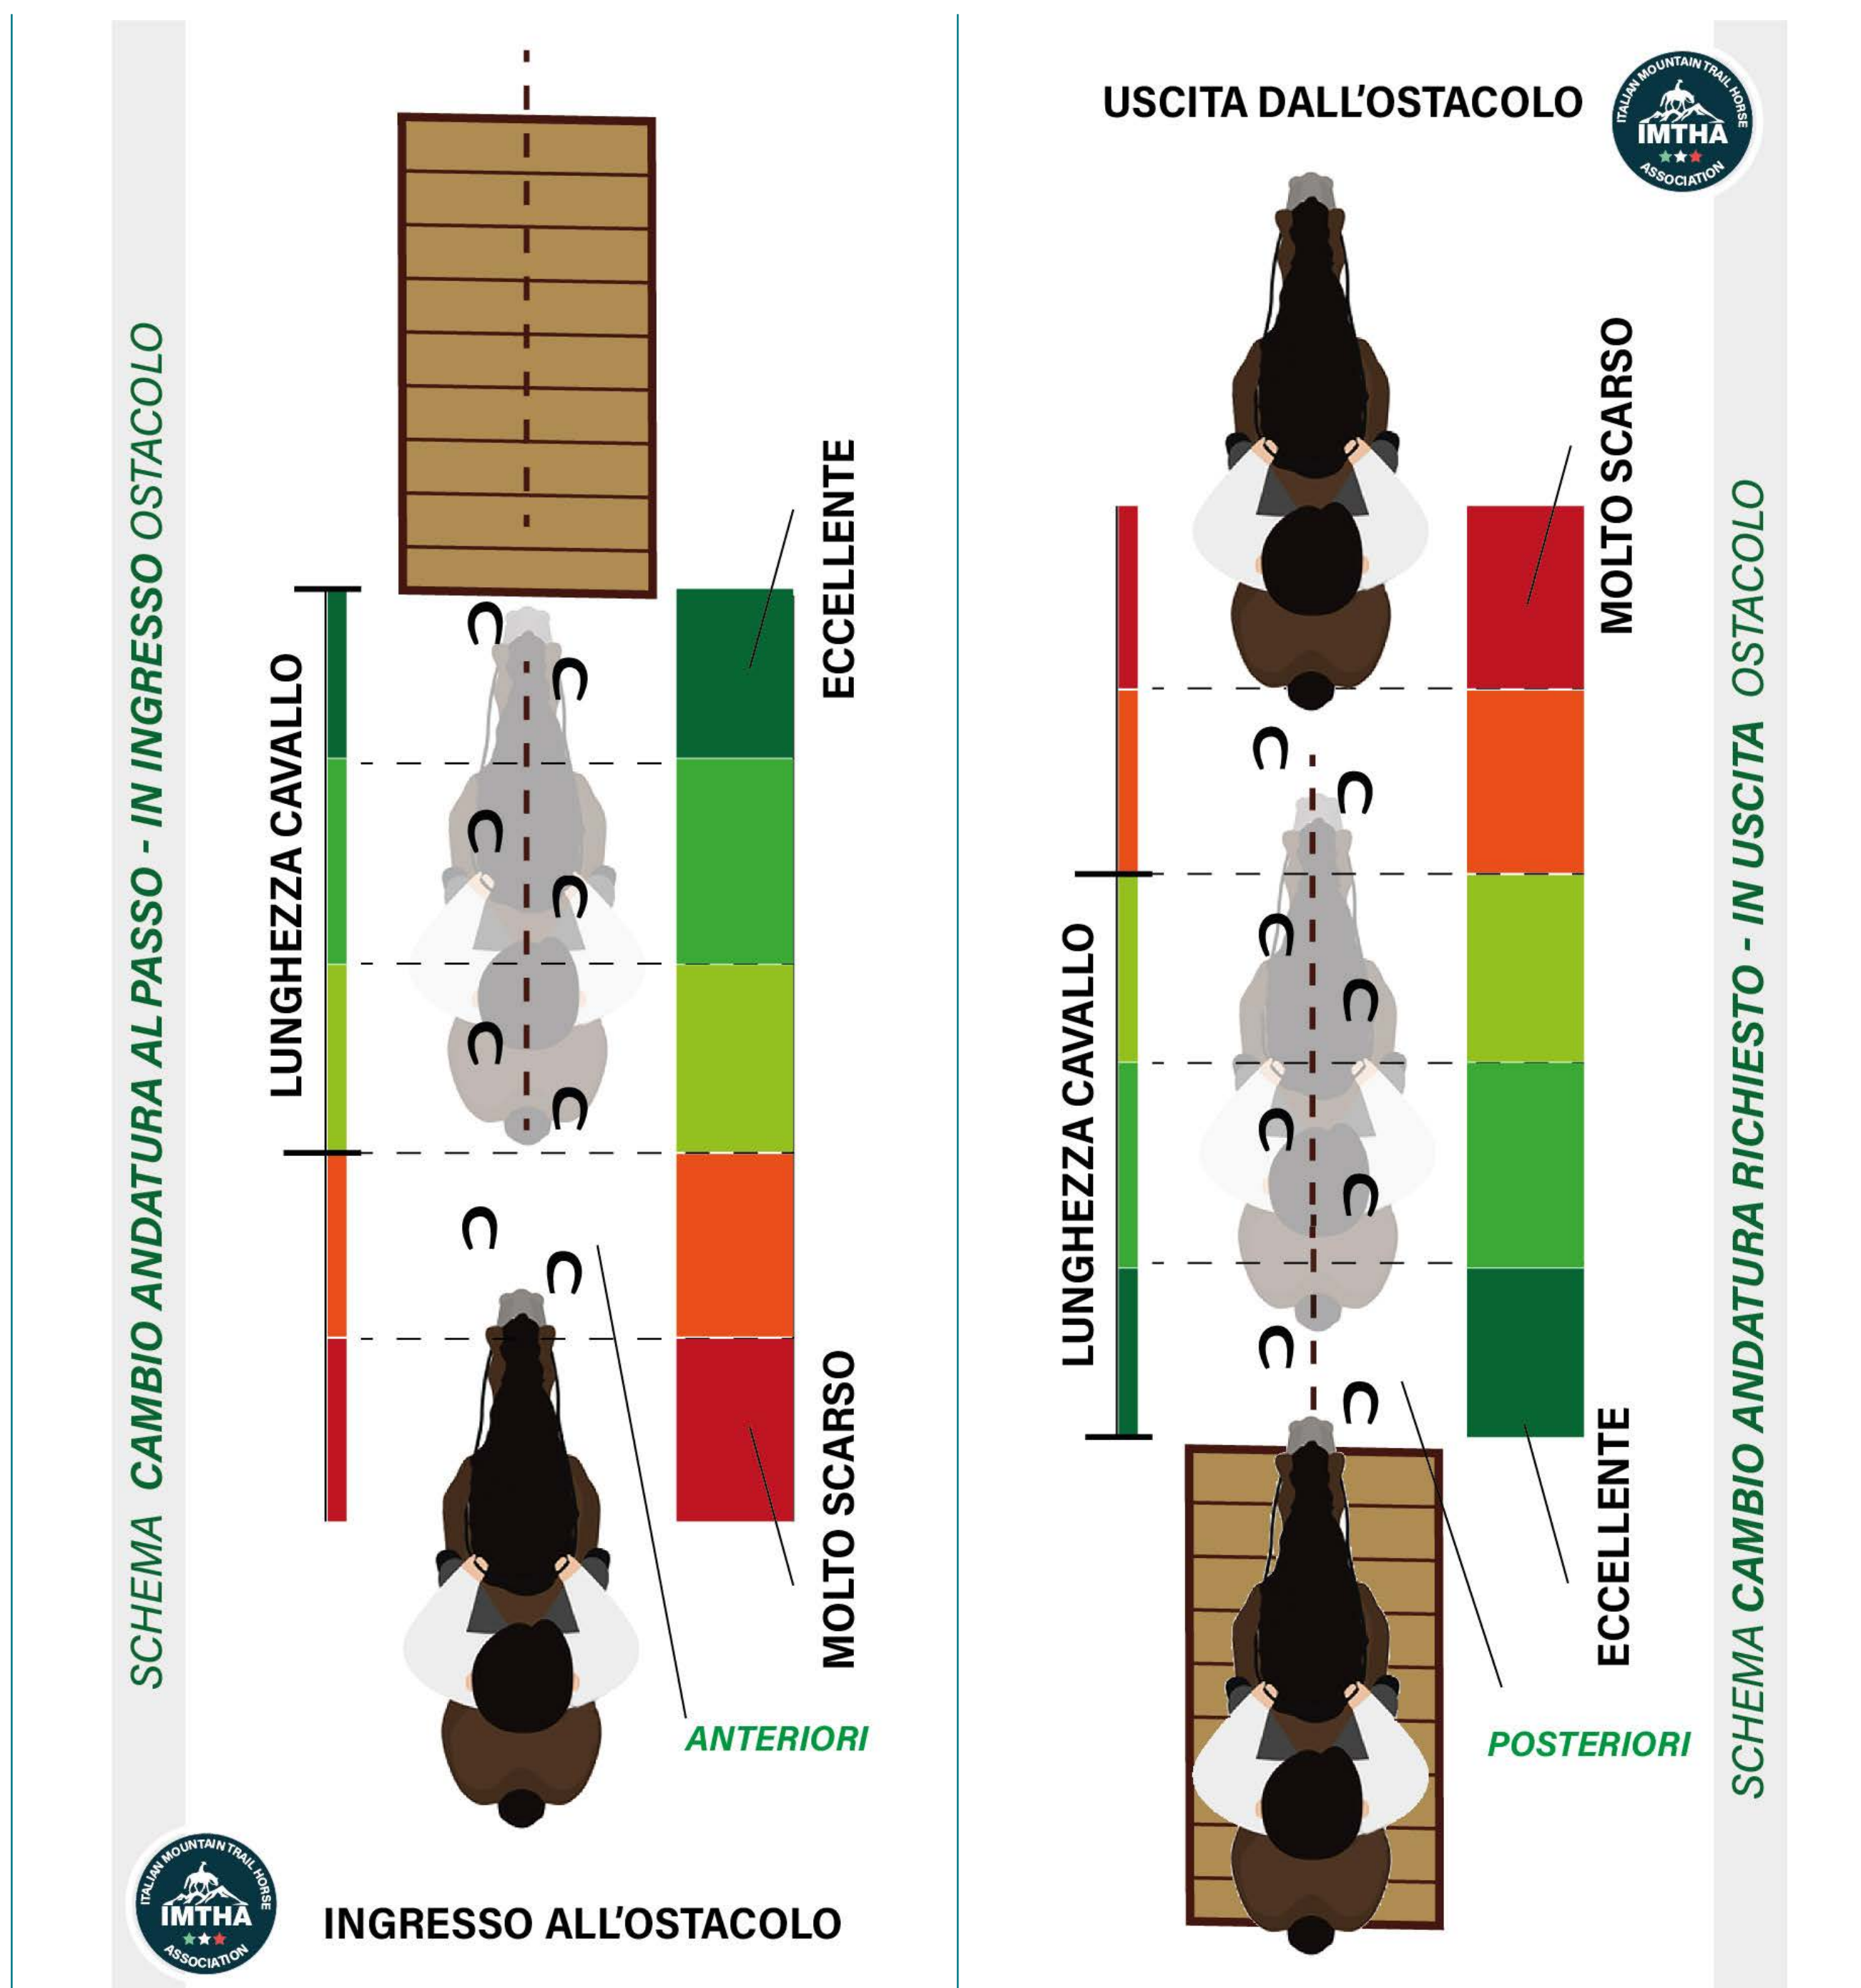 SCHEMA CAMBIO ANDATURA AL PASSO - IN INGRESSO OSTACOLO
LUNGHEZZA CAVALLO
ECCELLENTE
MOLTO SCARSO
ANTERIORI
ITALIAN MOUNTAIN TRAIL HORSE
IMTHA
ASSOCIATION
INGRESSO ALL'OSTACOLO
USCITA DALL'OSTACOLO
ITALIAN MOUNTAIN TRAIL HORSE
IMTHA
ASSOCIATION
MOLTO SCARSO
LUNGHEZZA CAVALLO
ECCELLENTE
POSTERIORI
SCHEMA CAMBIO ANDATURA RICHIESTO - IN USCITA OSTACOLO